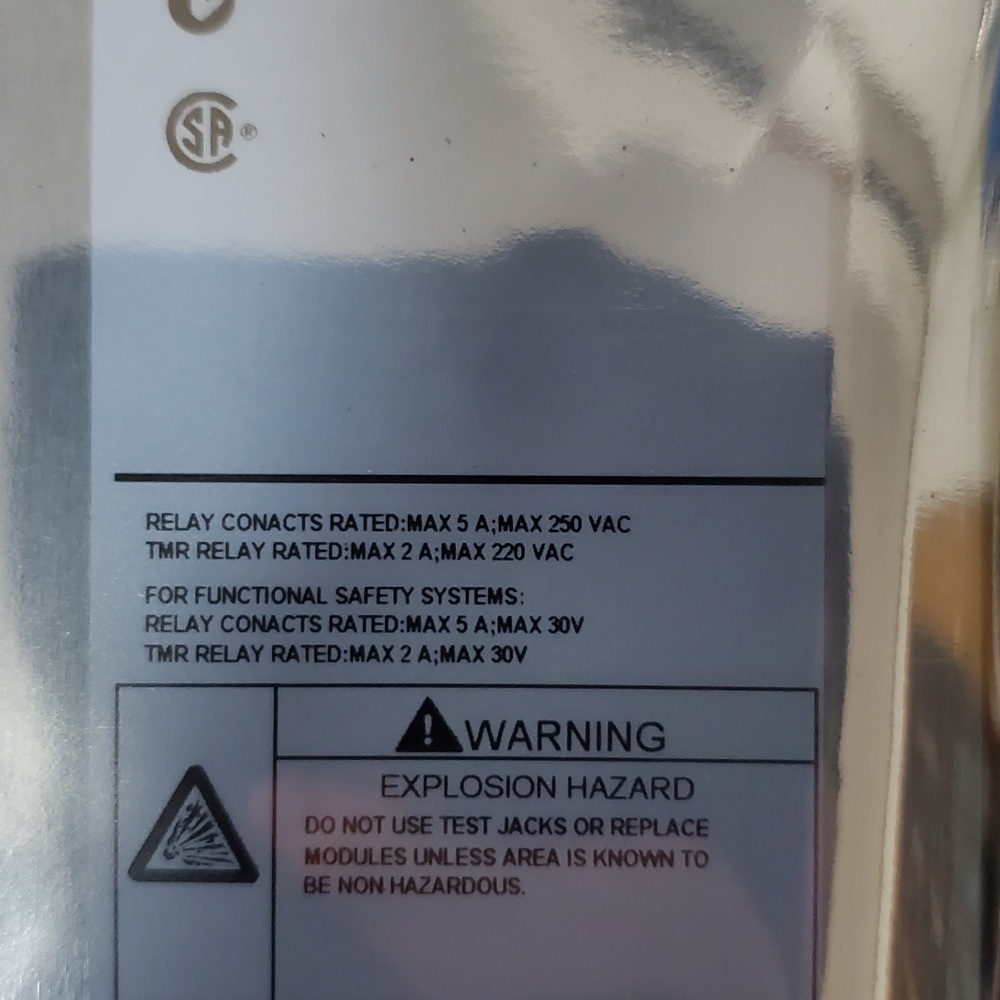 CSA®
RELAY CONACTS RATED:MAX 5 A;MAX 250 VAC
TMR RELAY RATED:MAX 2 A;MAX 220 VAC
FOR FUNCTIONAL SAFETY SYSTEMS:
RELAY CONACTS RATED:MAX 5 A;MAX 30V
TMR RELAY RATED:MAX 2 A;MAX 30V
WARNING
EXPLOSION HAZARD
DO NOT USE TEST JACKS OR REPLACE
MODULES UNLESS AREA IS KNOWN TO
BE NON HAZARDOUS.